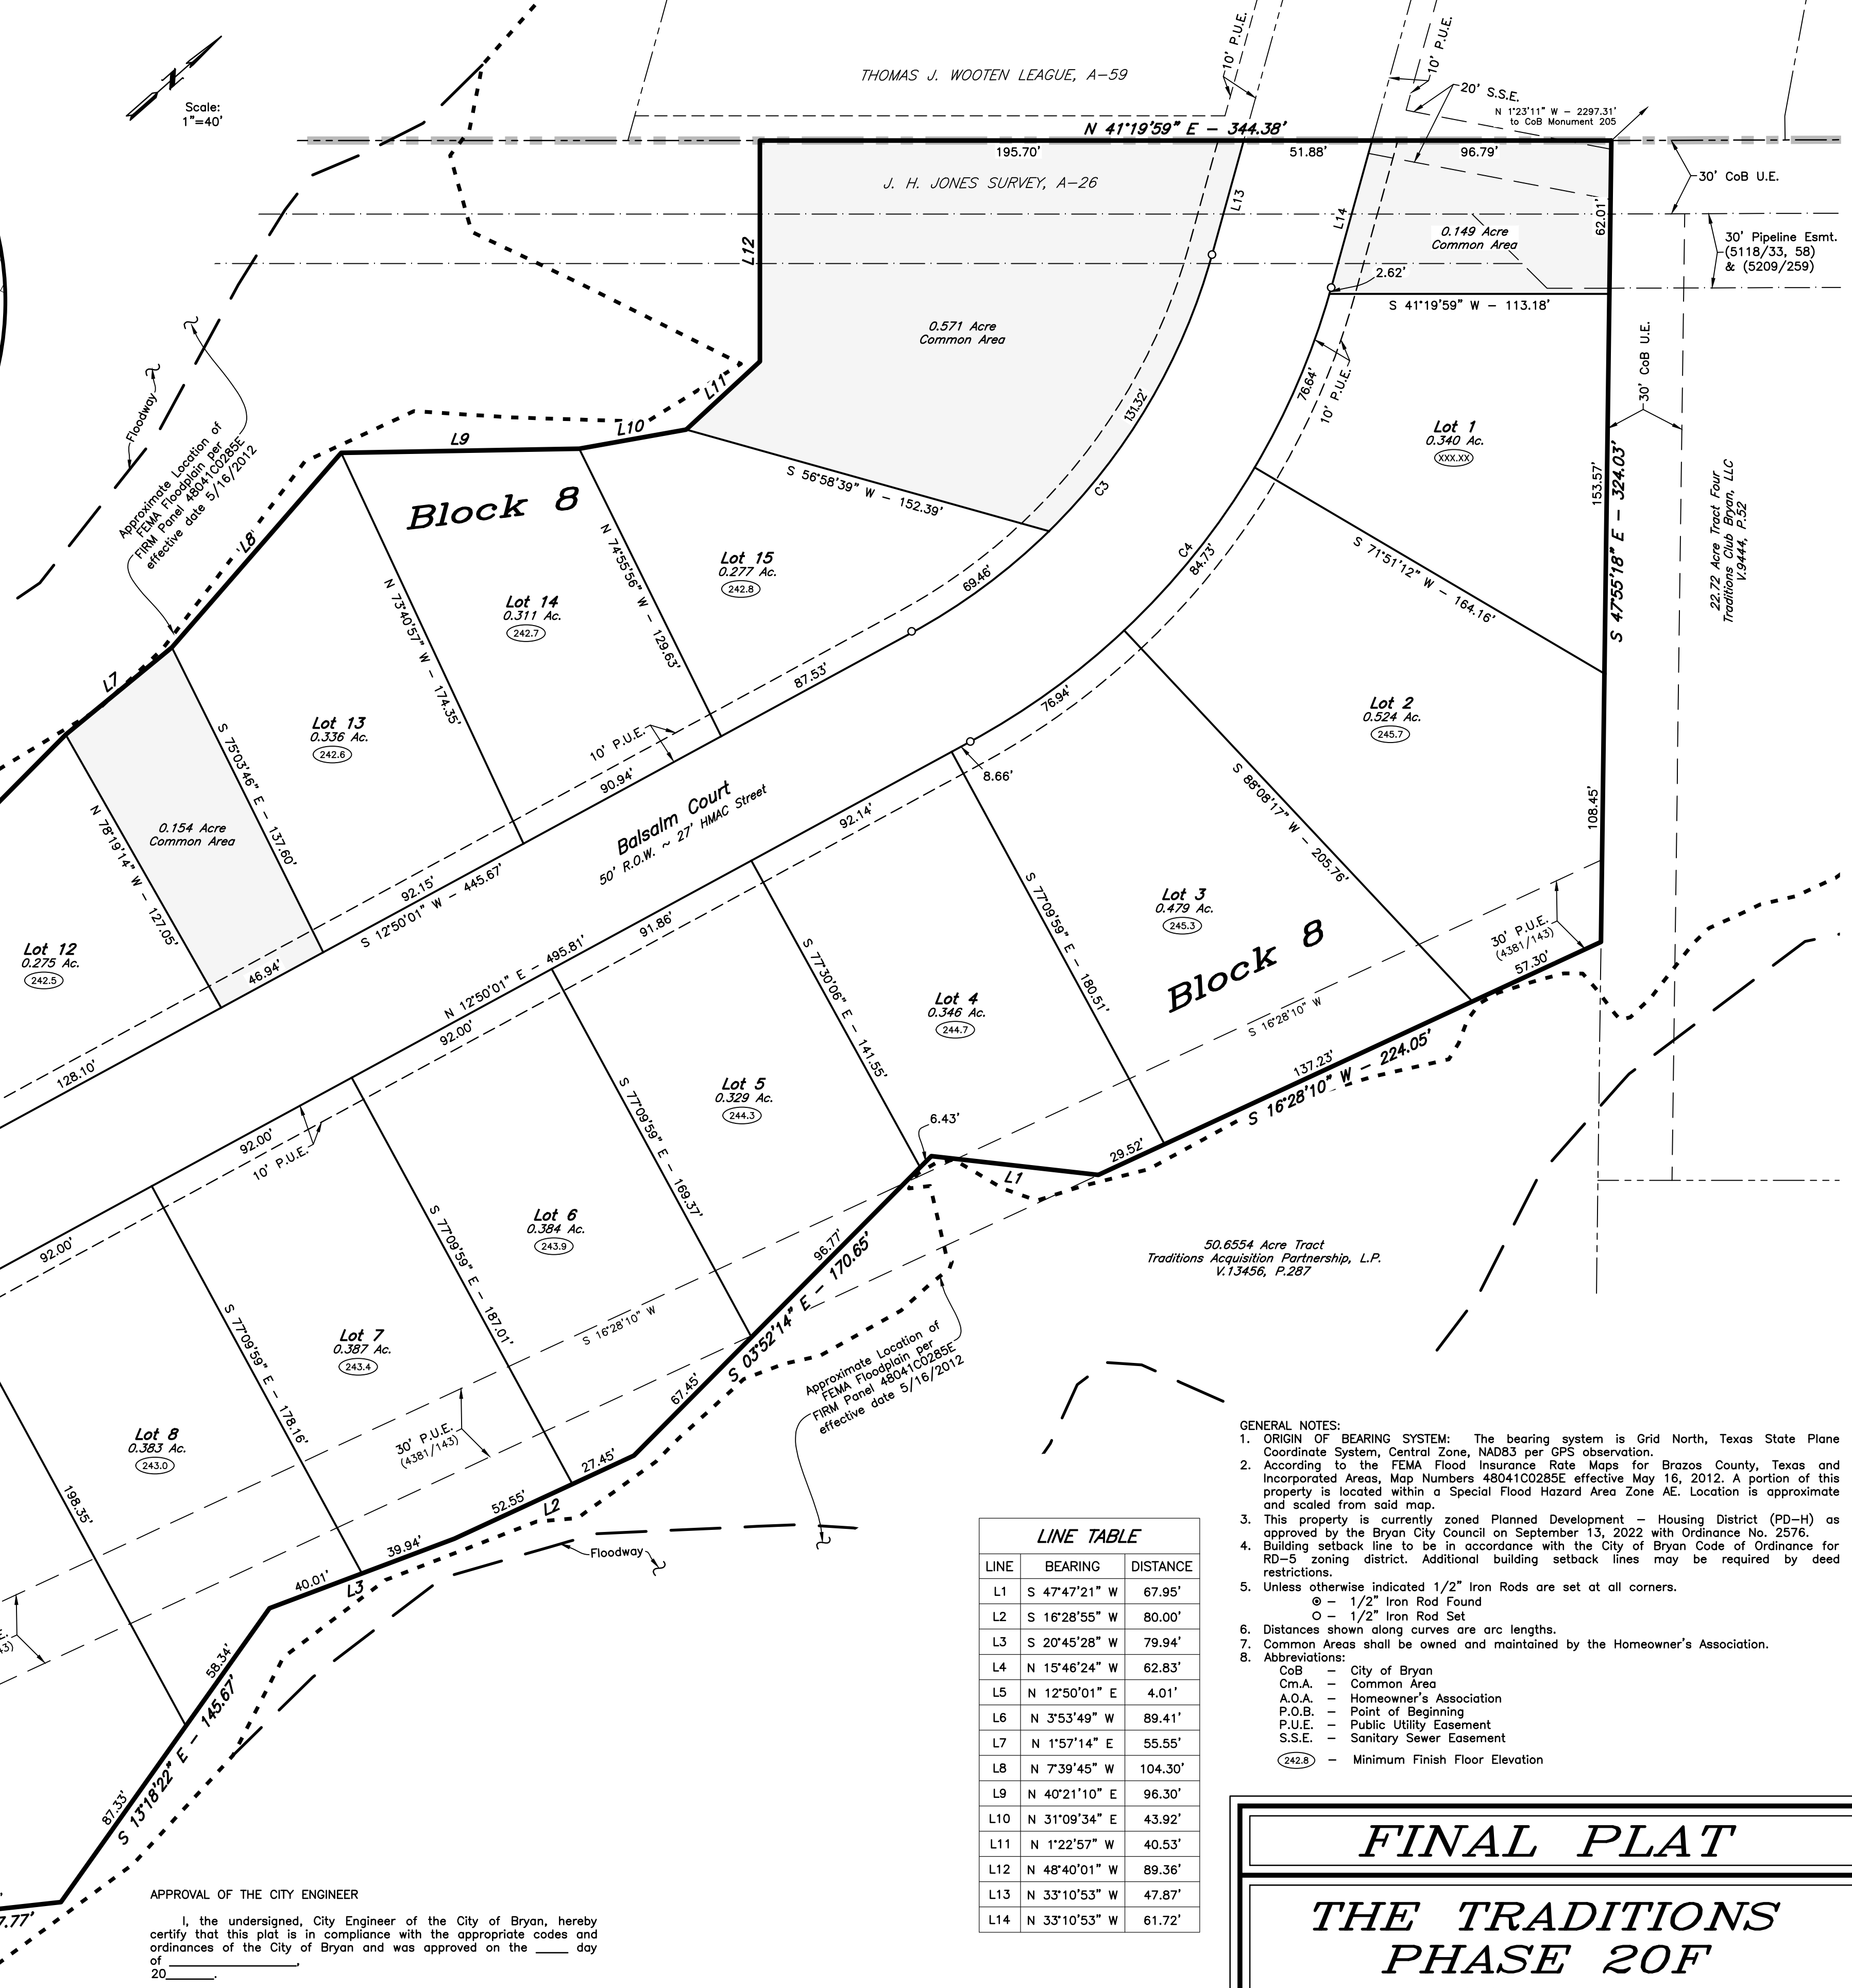 THOMAS J. WOOTEN LEAGUE, A-59
10' P.U.E.
10' P.U.E.
20' S.S.E.
N 1°23'11" W - 2297.31'
to CoB Monument 205
N
Scale:
1"=40'
N 41°19'59" E - 344.38'
195.70'
51.88'
96.79'
J. H. JONES SURVEY, A-26
30' CoB U.E.
L12
L13
L14
62.01'
0.149 Acre
Common Area
30' Pipeline Esmt.
(5118/33, 58)
& (5209/259)
2.62'
S 41°19'59" W - 113.18'
0.571 Acre
Common Area
30' CoB U.E.
Floodway
Approximate Location of
FEMA Floodplain per
FIRM Panel 48041C0285E
effective date 5/16/2012
L11
L10
L9
L8
L7
131.32'
C3
76.64'
10' P.U.E.
Lot 1
0.340 Ac.
XXX.XX
153.57'
S 47°55'18" E - 324.03'
22.72 Acre Tract Four
Traditions Club Bryan, LLC
V.9444, P.52
Block 8
S 56°58'39" W - 152.39'
N 74°55'56" W - 129.63'
Lot 15
0.277 Ac.
242.8
69.46'
C4
84.73'
S 71°51'12" W - 164.16'
Lot 14
0.311 Ac.
242.7
N 73°40'57" W - 174.35'
87.53'
76.94'
Lot 2
0.524 Ac.
245.7
Lot 13
0.336 Ac.
242.6
S 75°03'46" E - 137.60'
10' P.U.E.
90.94'
8.66'
S 88°08'17" W - 205.76'
108.45'
0.154 Acre
Common Area
N 78°19'14" W - 127.05'
Balsalm Court
50' R.O.W. ~ 27' HMAC Street
92.14'
92.15'
S 12°50'01" W - 445.67'
Lot 3
0.479 Ac.
245.3
S 77°09'59" E - 180.51'
30' P.U.E.
(4381/143)
57.30'
Lot 12
0.275 Ac.
242.5
46.94'
91.86'
N 12°50'01" E - 495.81'
S 77°30'06" E - 141.55'
Block 8
Lot 4
0.346 Ac.
244.7
S 16°28'10" W
92.00'
128.10'
137.23'
S 16°28'10" W - 224.05'
Lot 5
0.329 Ac.
244.3
S 77°09'59" E - 169.37'
6.43'
29.52'
L1
92.00'
10' P.U.E.
Lot 6
0.384 Ac.
243.9
S 77°09'59" E - 187.01'
92.00'
96.77'
S 03°52'14" E - 170.65'
50.6554 Acre Tract
Traditions Acquisition Partnership, L.P.
V.13456, P.287
S 16°28'10" W
Lot 7
0.387 Ac.
243.4
S 77°09'59" E - 178.16'
67.45'
Approximate Location of
FEMA Floodplain per
FIRM Panel 48041C0285E
effective date 5/16/2012
Lot 8
0.383 Ac.
243.0
30' P.U.E.
(4381/143)
27.45'
198.35'
52.55'
L2
39.94'
Floodway
40.01'
L3
58.34'
S 13°18'22" E - 145.67'
87.33'
7.77'
GENERAL NOTES:
1. ORIGIN OF BEARING SYSTEM: The bearing system is Grid North, Texas State Plane
Coordinate System, Central Zone, NAD83 per GPS observation.
2. According to the FEMA Flood Insurance Rate Maps for Brazos County, Texas and
Incorporated Areas, Map Numbers 48041C0285E effective May 16, 2012. A portion of this
property is located within a Special Flood Hazard Area Zone AE. Location is approximate
and scaled from said map.
3. This property is currently zoned Planned Development - Housing District (PD-H) as
approved by the Bryan City Council on September 13, 2022 with Ordinance No. 2576.
4. Building setback line to be in accordance with the City of Bryan Code of Ordinance for
RD-5 zoning district. Additional building setback lines may be required by deed
restrictions.
5. Unless otherwise indicated 1/2" Iron Rods are set at all corners.
⊙ - 1/2" Iron Rod Found
O - 1/2" Iron Rod Set
6. Distances shown along curves are arc lengths.
7. Common Areas shall be owned and maintained by the Homeowner's Association.
8. Abbreviations:
CoB - City of Bryan
Cm.A. - Common Area
A.O.A. - Homeowner's Association
P.O.B. - Point of Beginning
P.U.E. - Public Utility Easement
S.S.E. - Sanitary Sewer Easement
242.8 - Minimum Finish Floor Elevation
LINE TABLE
LINE BEARING DISTANCE
L1 S 47°47'21" W 67.95'
L2 S 16°28'55" W 80.00'
L3 S 20°45'28" W 79.94'
L4 N 15°46'24" W 62.83'
L5 N 12°50'01" E 4.01'
L6 N 3°53'49" W 89.41'
L7 N 1°57'14" E 55.55'
L8 N 7°39'45" W 104.30'
L9 N 40°21'10" E 96.30'
L10 N 31°09'34" E 43.92'
L11 N 1°22'57" W 40.53'
L12 N 48°40'01" W 89.36'
L13 N 33°10'53" W 47.87'
L14 N 33°10'53" W 61.72'
APPROVAL OF THE CITY ENGINEER
I, the undersigned, City Engineer of the City of Bryan, hereby
certify that this plat is in compliance with the appropriate codes and
ordinances of the City of Bryan and was approved on the _____ day
of ____________________,
20_______.
FINAL PLAT
THE TRADITIONS
PHASE 20F